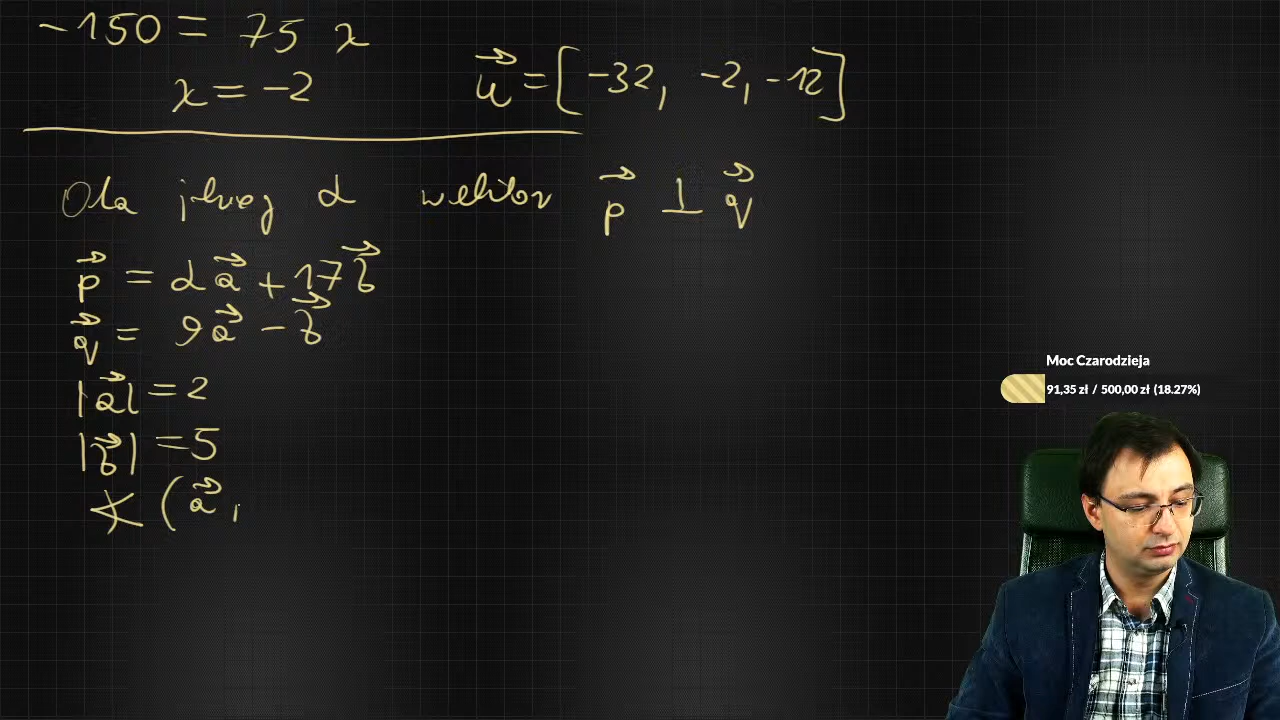 -150 = 75 x
x = -2
u⃗ = [-32, -2, -12]
Dla jakiej α wektor p⃗ ⊥ q⃗
p⃗ = αa⃗ + 17b⃗
q⃗ = 9a⃗ - b⃗
|a⃗| = 2
|b⃗| = 5
∢ (a⃗,
Moc Czarodzieja
91,35 zł / 500,00 zł (18.27%)